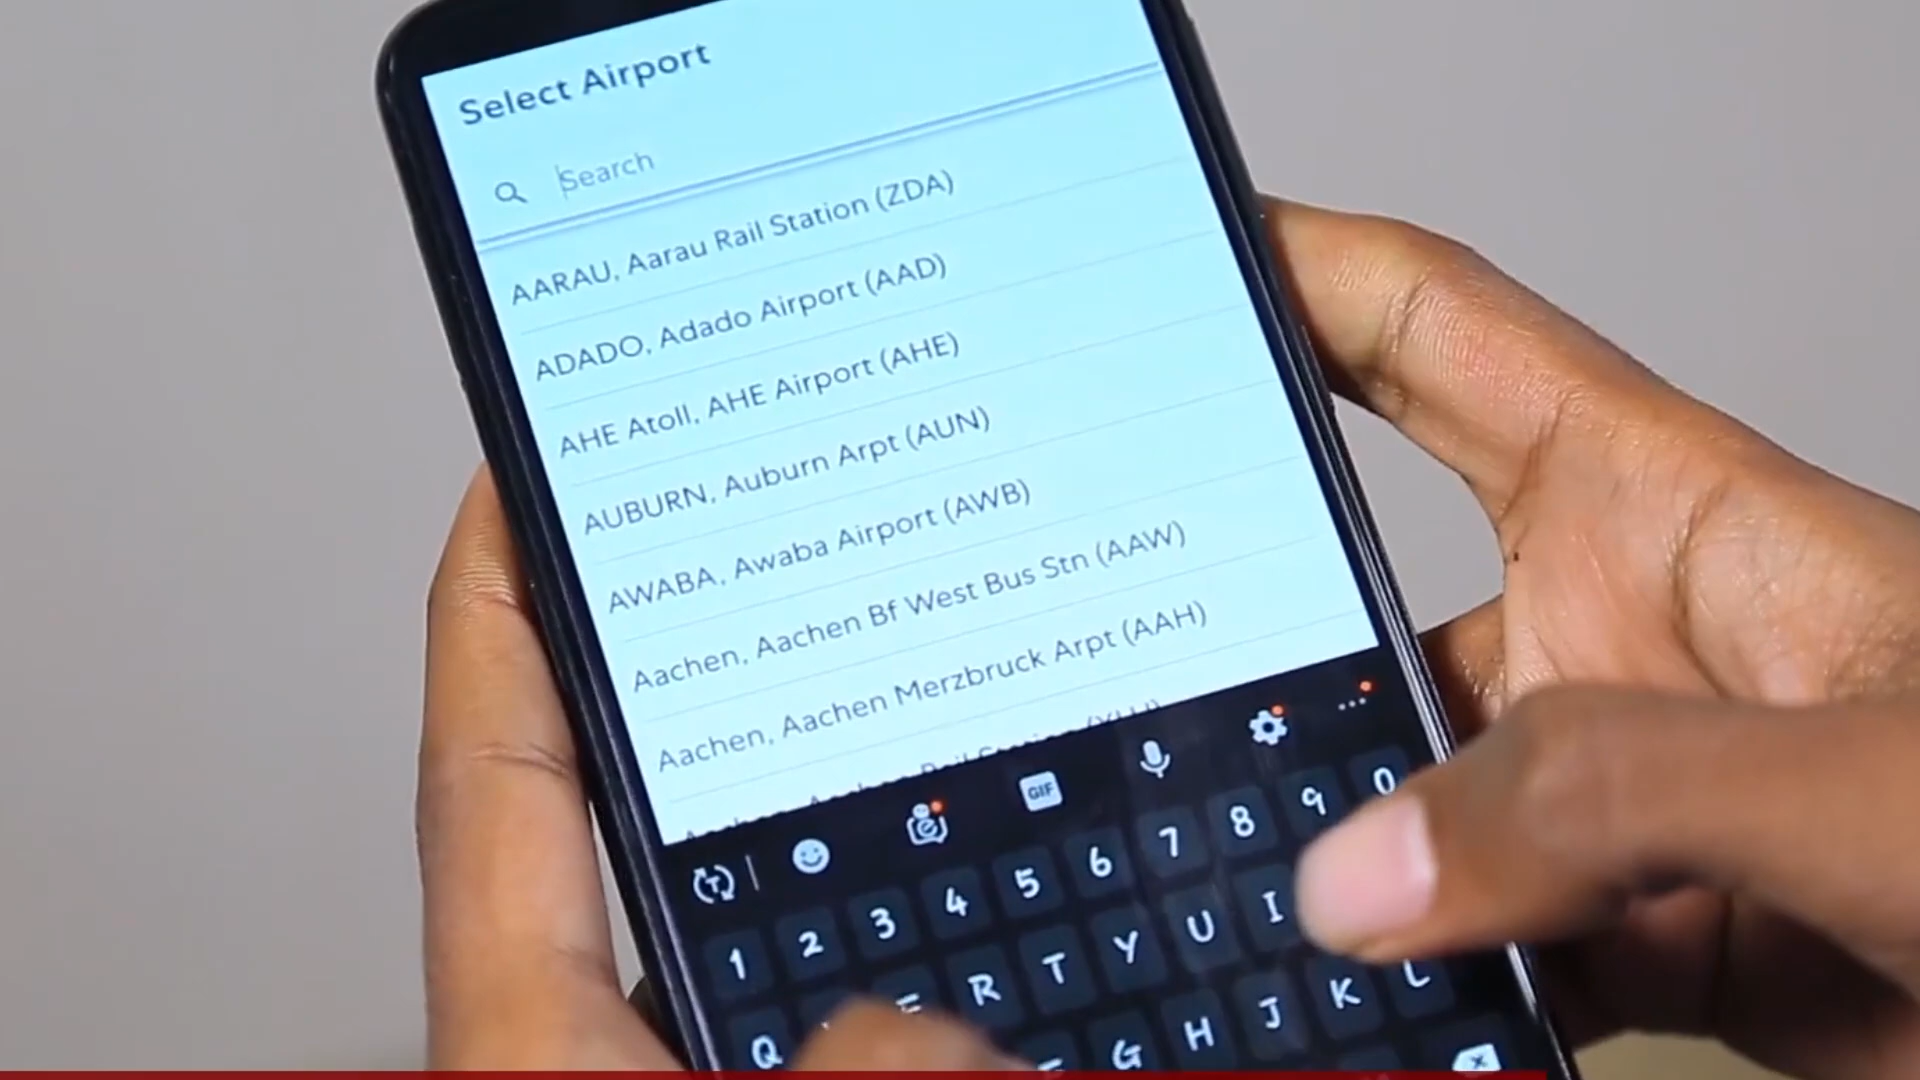 Select Airport
Search
AARAU, Aarau Rail Station (ZDA)
ADADO, Adado Airport (AAD)
AHE Atoll, AHE Airport (AHE)
AUBURN, Auburn Arpt (AUN)
AWABA, Awaba Airport (AWB)
Aachen, Aachen Bf West Bus Stn (AAW)
Aachen, Aachen Merzbruck Arpt (AAH)
GIF
1 2 3 4 5 6 7 8 9 0
Q R T Y U I
G H J K L